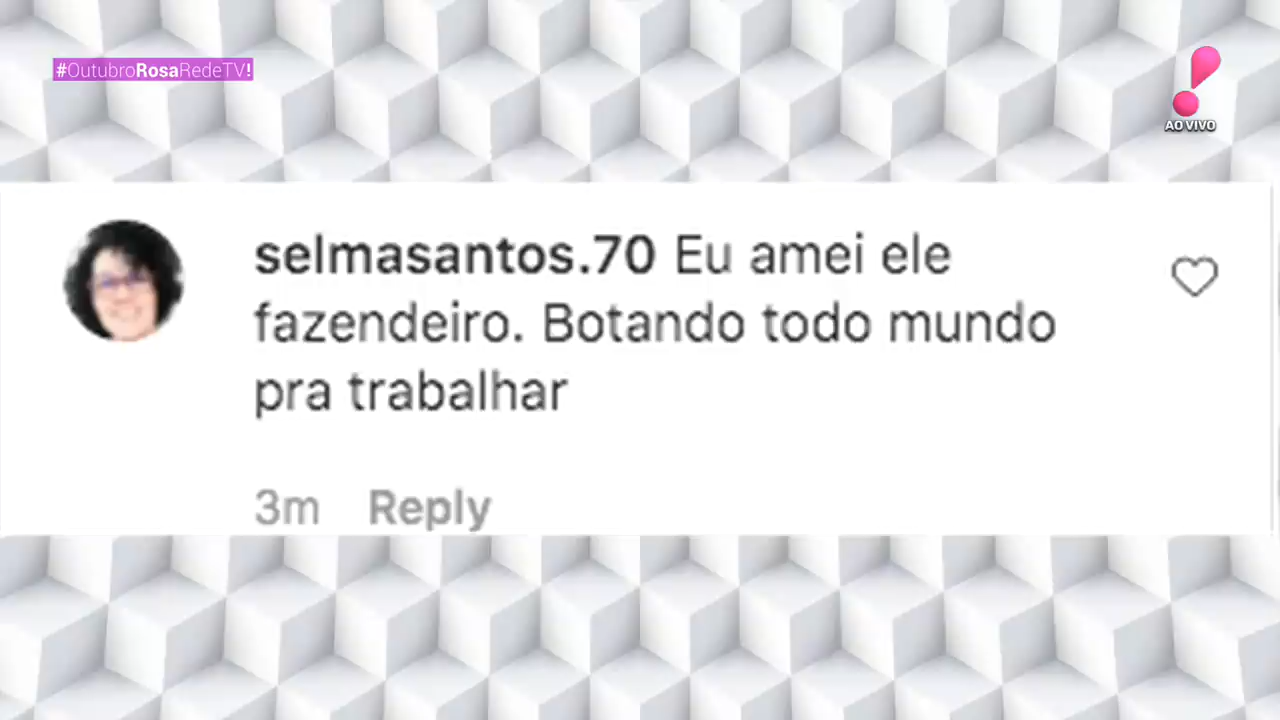 #OutubroRosaRedeTV!
AO VIVO
selmasantos.70 Eu amei ele
fazendeiro. Botando todo mundo
pra trabalhar
3m Reply